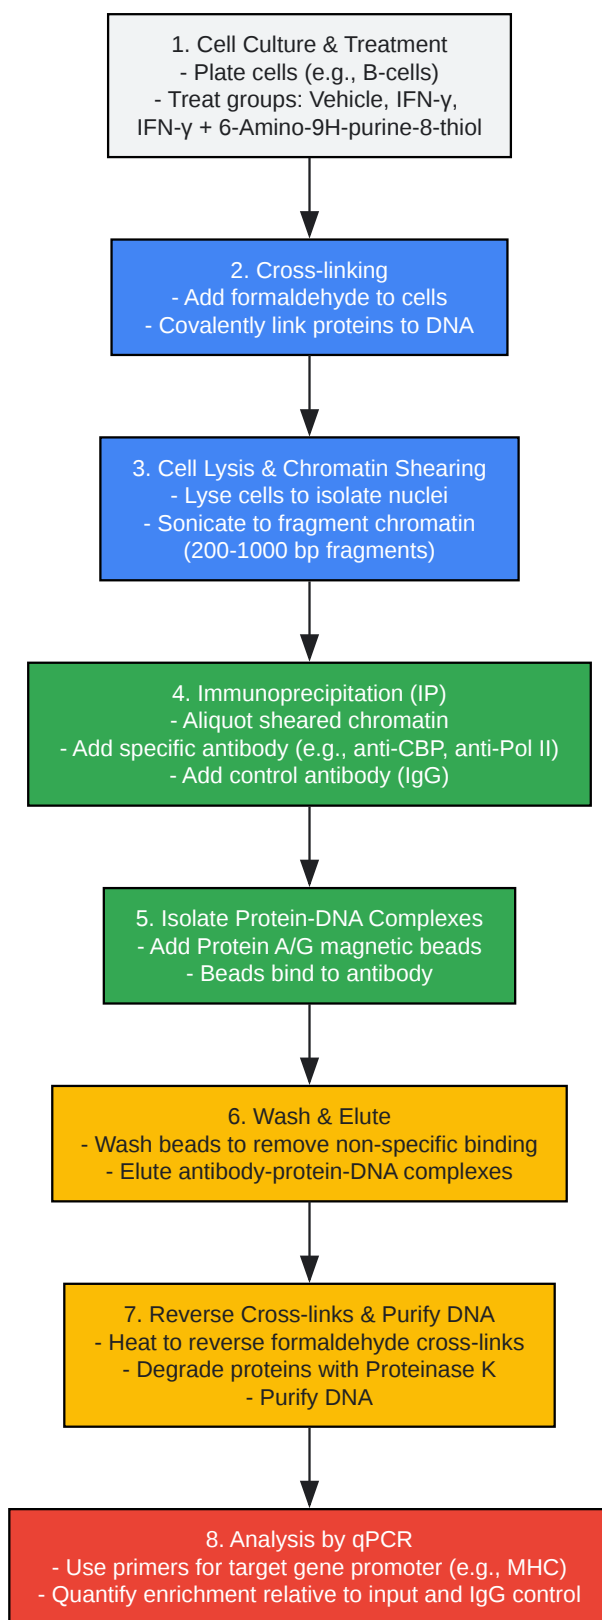 1. Cell Culture & Treatment
- Plate cells (e.g., B-cells)
- Treat groups: Vehicle, IFN-γ,
IFN-γ + 6-Amino-9H-purine-8-thiol
2. Cross-linking
- Add formaldehyde to cells
- Covalently link proteins to DNA
3. Cell Lysis & Chromatin Shearing
- Lyse cells to isolate nuclei
- Sonicate to fragment chromatin
(200-1000 bp fragments)
4. Immunoprecipitation (IP)
- Aliquot sheared chromatin
- Add specific antibody (e.g., anti-CBP, anti-Pol II)
- Add control antibody (IgG)
5. Isolate Protein-DNA Complexes
- Add Protein A/G magnetic beads
- Beads bind to antibody
6. Wash & Elute
- Wash beads to remove non-specific binding
- Elute antibody-protein-DNA complexes
7. Reverse Cross-links & Purify DNA
- Heat to reverse formaldehyde cross-links
- Degrade proteins with Proteinase K
- Purify DNA
8. Analysis by qPCR
- Use primers for target gene promoter (e.g., MHC)
- Quantify enrichment relative to input and IgG control